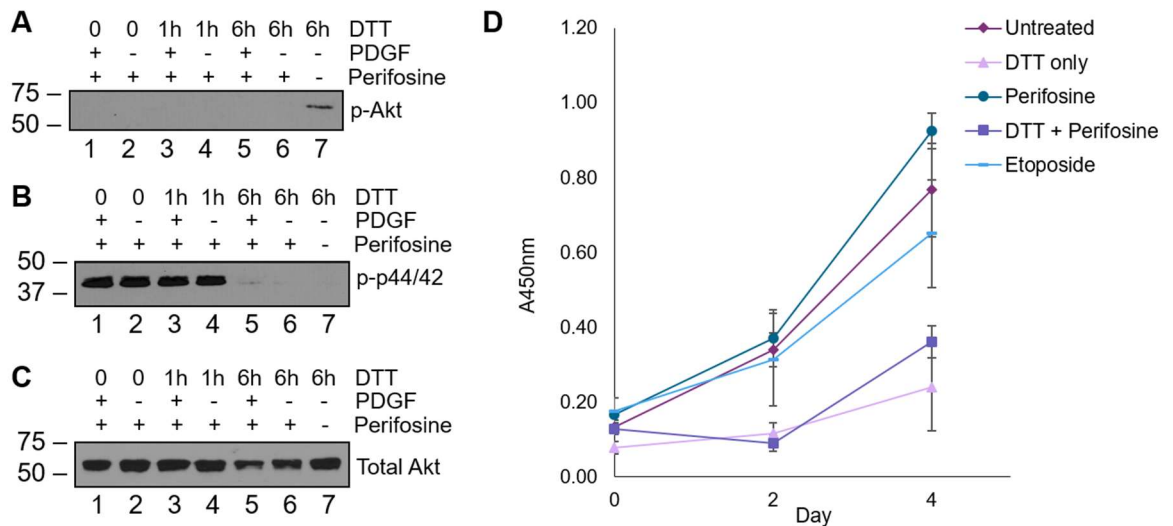 A
0 0 1h 1h 6h 6h 6h DTT
+ - + - + - - PDGF
+ + + + + + - Perifosine
75 –
50 –
p-Akt
1 2 3 4 5 6 7
B
0 0 1h 1h 6h 6h 6h DTT
+ - + - + - - PDGF
+ + + + + + - Perifosine
50 –
37 –
p-p44/42
1 2 3 4 5 6 7
C
0 0 1h 1h 6h 6h 6h DTT
+ - + - + - - PDGF
+ + + + + + - Perifosine
75 –
50 –
Total Akt
1 2 3 4 5 6 7
D
1.20
1.00
0.80
0.60
0.40
0.20
0.00
A450nm
0 2 4
Day
Untreated
DTT only
Perifosine
DTT + Perifosine
Etoposide